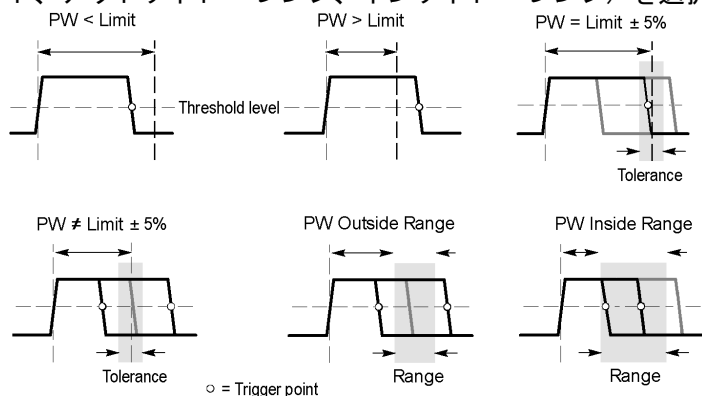 PW < Limit
PW > Limit
PW = Limit ± 5%
Threshold level
Tolerance
PW ≠ Limit ± 5%
PW Outside Range
PW Inside Range
Tolerance
Range
Range
○ = Trigger point